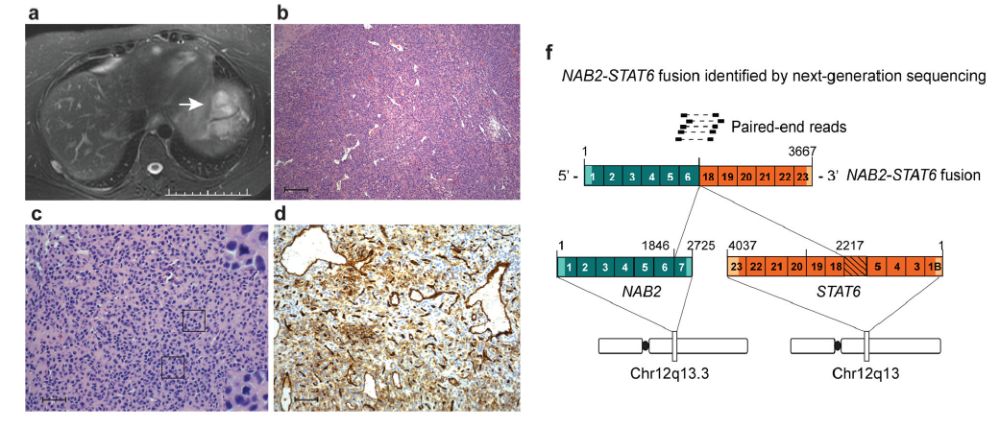 a
b
c
d
f
NAB2-STAT6 fusion identified by next-generation sequencing
Paired-end reads
1 3667
5' - 1 2 3 4 5 6 18 19 20 21 22 23 - 3' NAB2-STAT6 fusion
1 1846 2725 4037 2217 1
1 2 3 4 5 6 7 23 22 21 20 19 18 5 4 3 1B
NAB2 STAT6
Chr12q13.3 Chr12q13